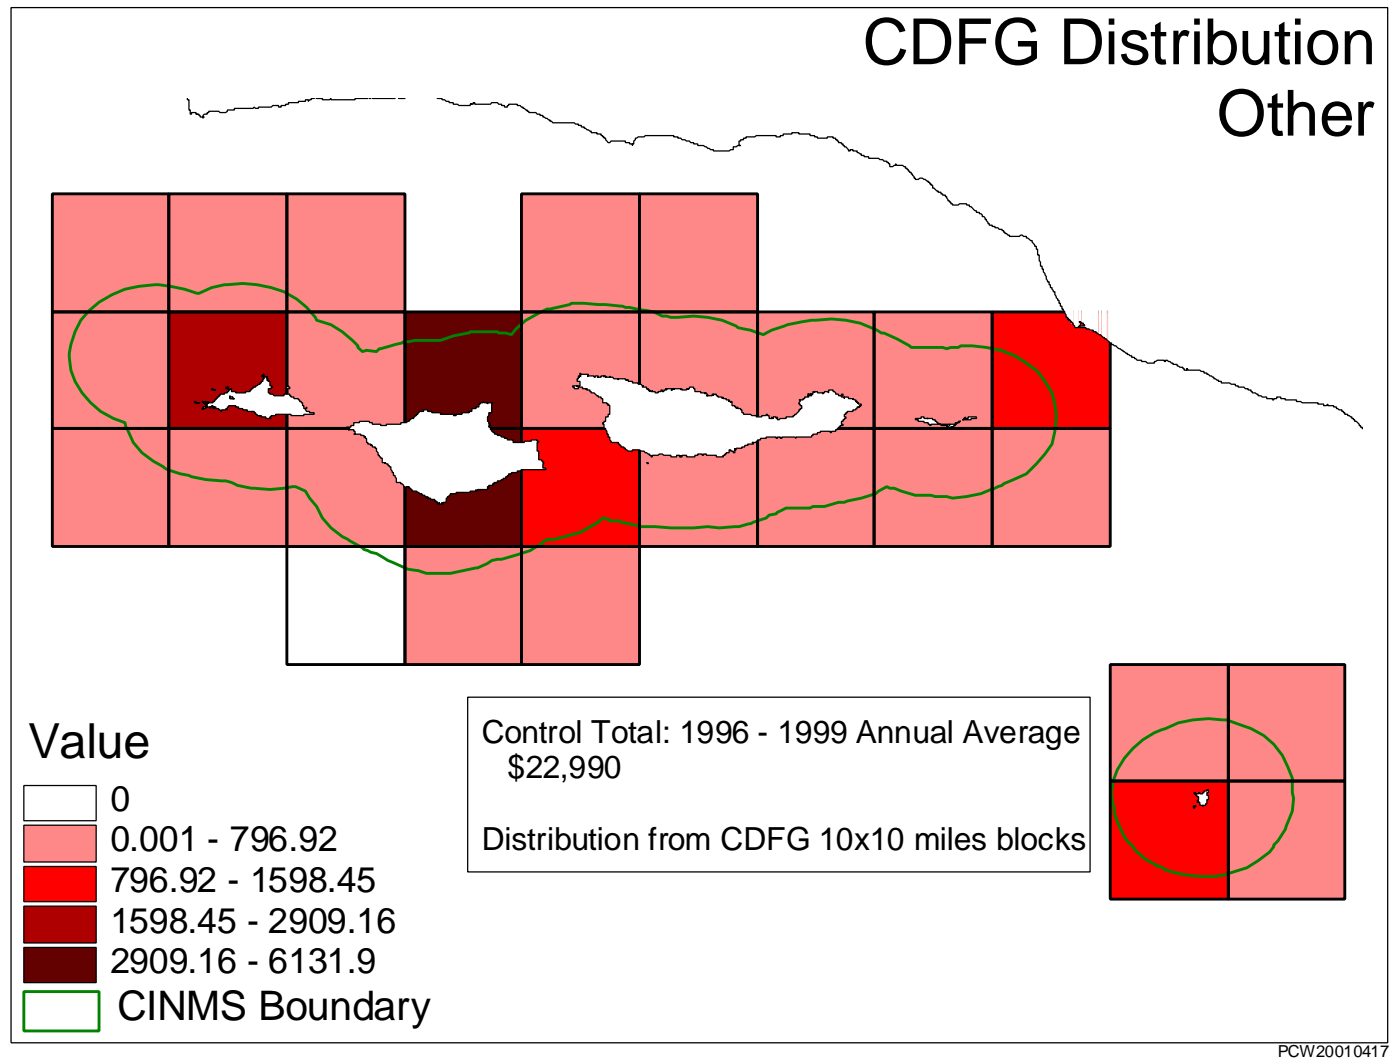 CDFG Distribution
Other
Control Total: 1996 - 1999 Annual Average
$22,990
Distribution from CDFG 10x10 miles blocks
Value
0
0.001 - 796.92
796.92 - 1598.45
1598.45 - 2909.16
2909.16 - 6131.9
CINMS Boundary
PCW20010417